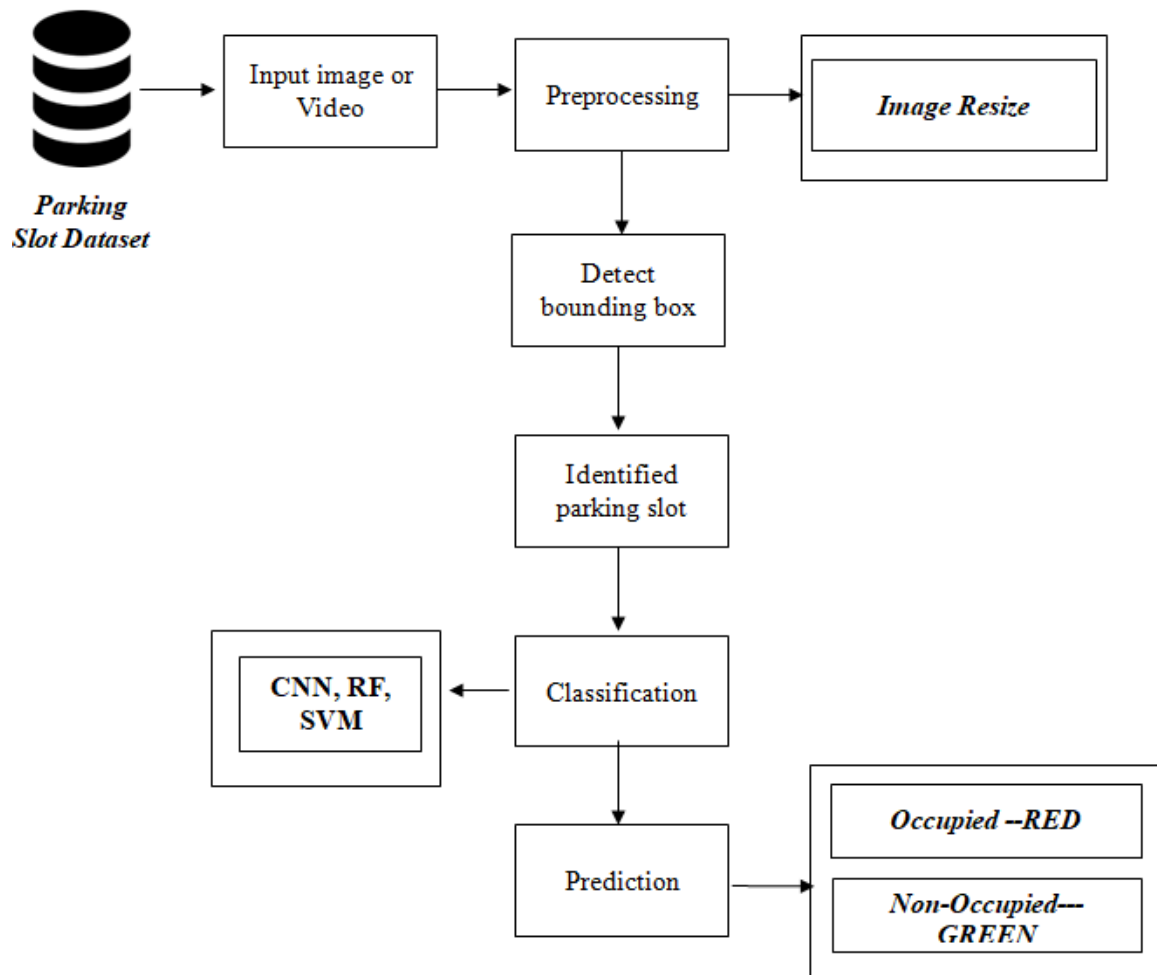 Input image or
Video
Preprocessing
Image Resize
Parking
Slot Dataset
Detect
bounding box
Identified
parking slot
CNN, RF,
SVM
Classification
Prediction
Occupied --RED
Non-Occupied---
GREEN